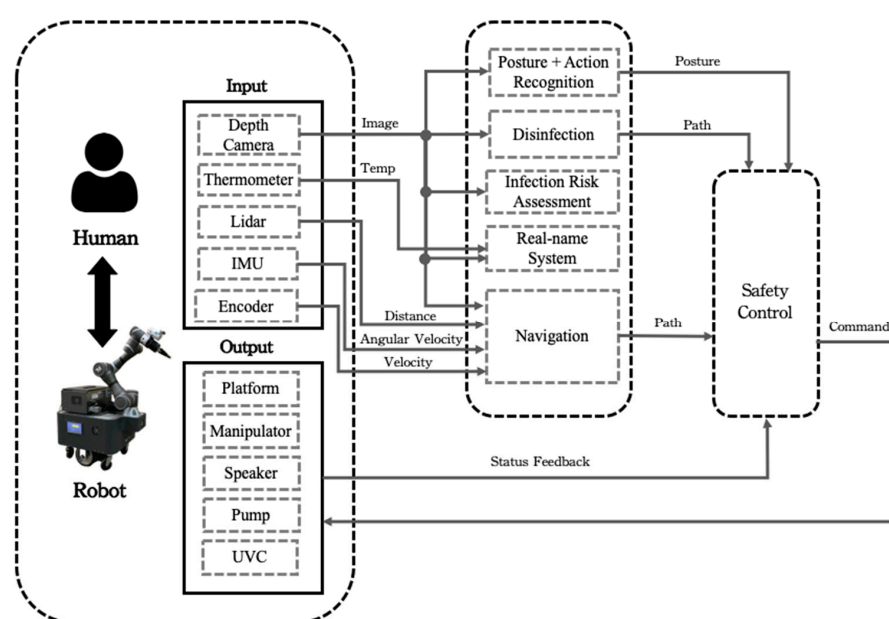 Input
Depth
Camera
Thermometer
Lidar
IMU
Encoder
Human
Robot
Output
Platform
Manipulator
Speaker
Pump
UVC
Image
Temp
Distance
Angular Velocity
Velocity
Posture + Action
Recognition
Disinfection
Infection Risk
Assessment
Real-name
System
Navigation
Posture
Path
Path
Safety
Control
Command
Status Feedback